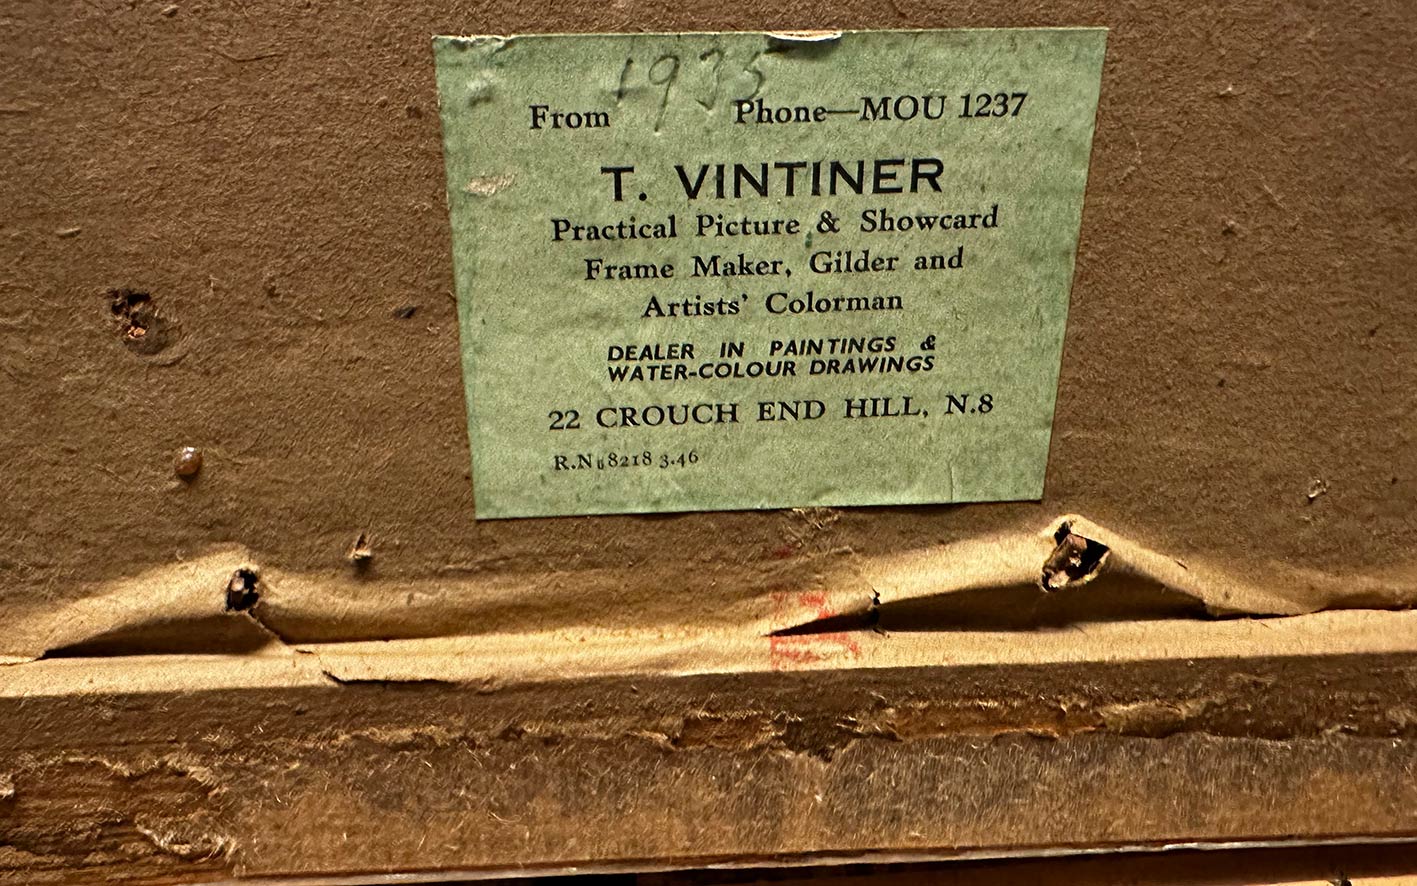 1935
From Phone—MOU 1237
T. VINTINER
Practical Picture & Showcard
Frame Maker, Gilder and
Artists' Colorman
DEALER IN PAINTINGS &
WATER-COLOUR DRAWINGS
22 CROUCH END HILL, N.8
8218 3.46